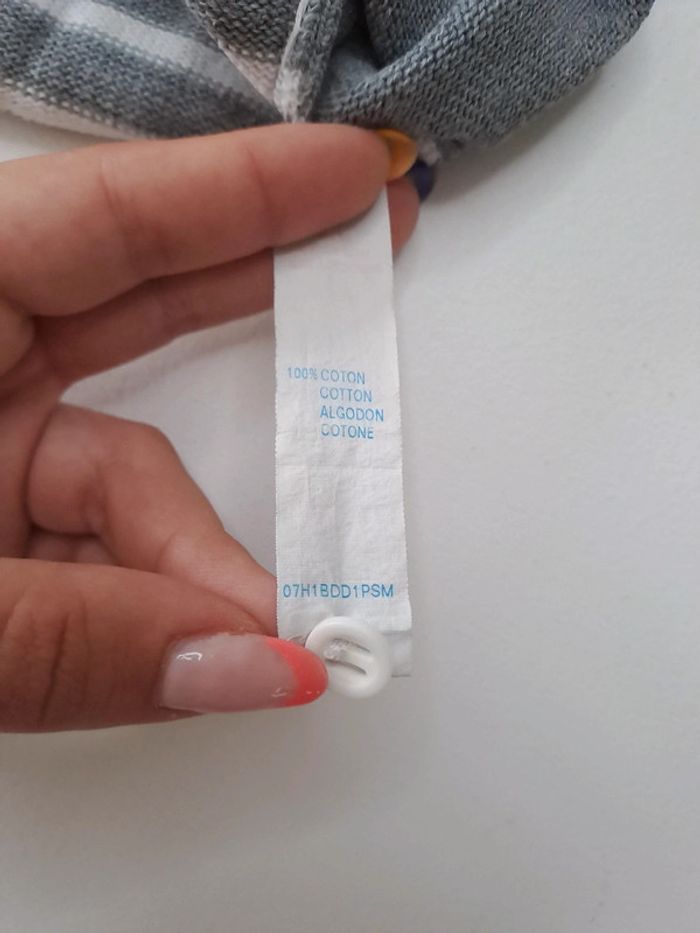 100% COTON
COTTON
ALGODON
COTONE
07H1BDD1PSM